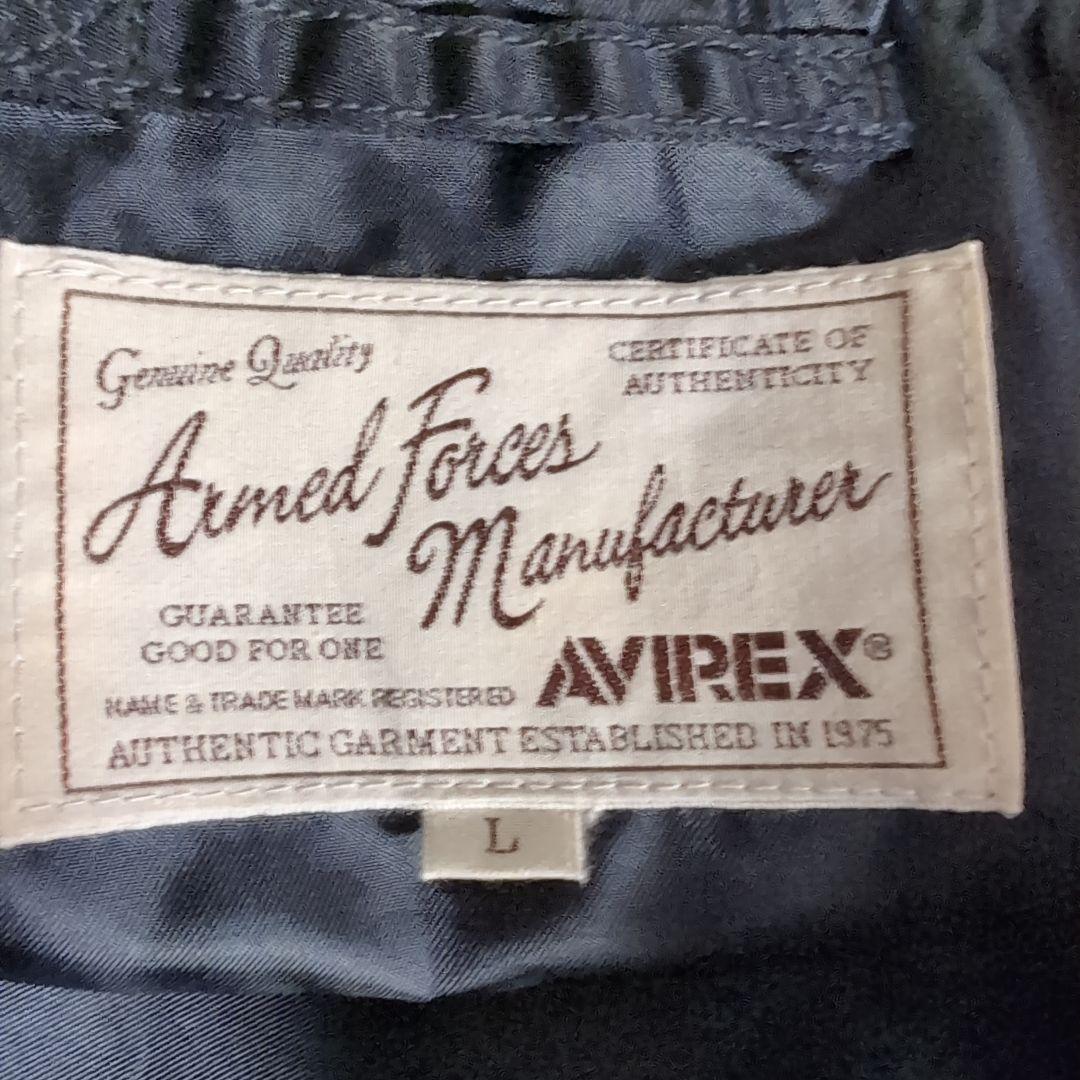 Genuine Quality
CERTIFICATE OF
AUTHENTICITY
Armed Forces
Manufacturer
GUARANTEE
GOOD FOR ONE
AVIREX®
NAME & TRADE MARK REGISTERED
AUTHENTIC GARMENT ESTABLISHED IN 1975
L